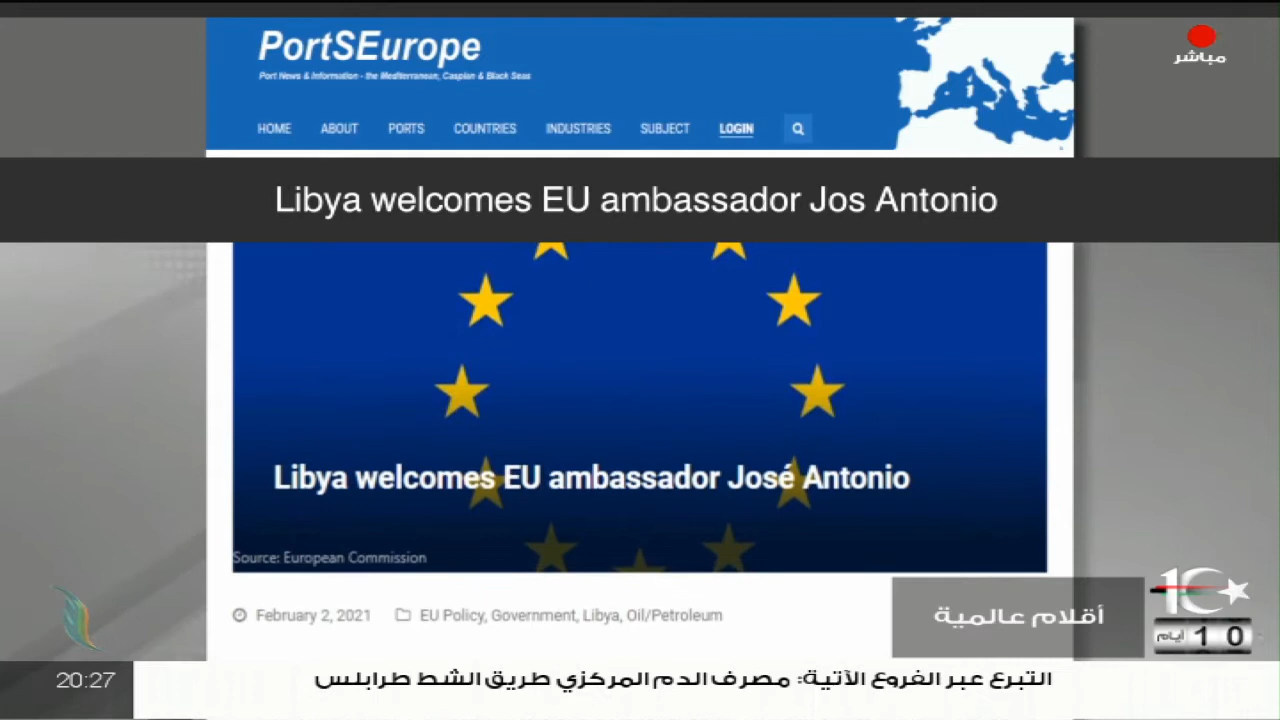 PortSEurope
Port News & Information - the Mediterranean, Caspian & Black Seas
مباشر
HOME ABOUT PORTS COUNTRIES INDUSTRIES SUBJECT LOGIN
Libya welcomes EU ambassador Jos Antonio
Libya welcomes EU ambassador José Antonio
Source: European Commission
February 2, 2021 EU Policy, Government, Libya, Oil/Petroleum
أقلام عالمية
10
10 أيام
20:27
التبرع عبر الفروع الآتية: مصرف الدم المركزي طريق الشط طرابلس